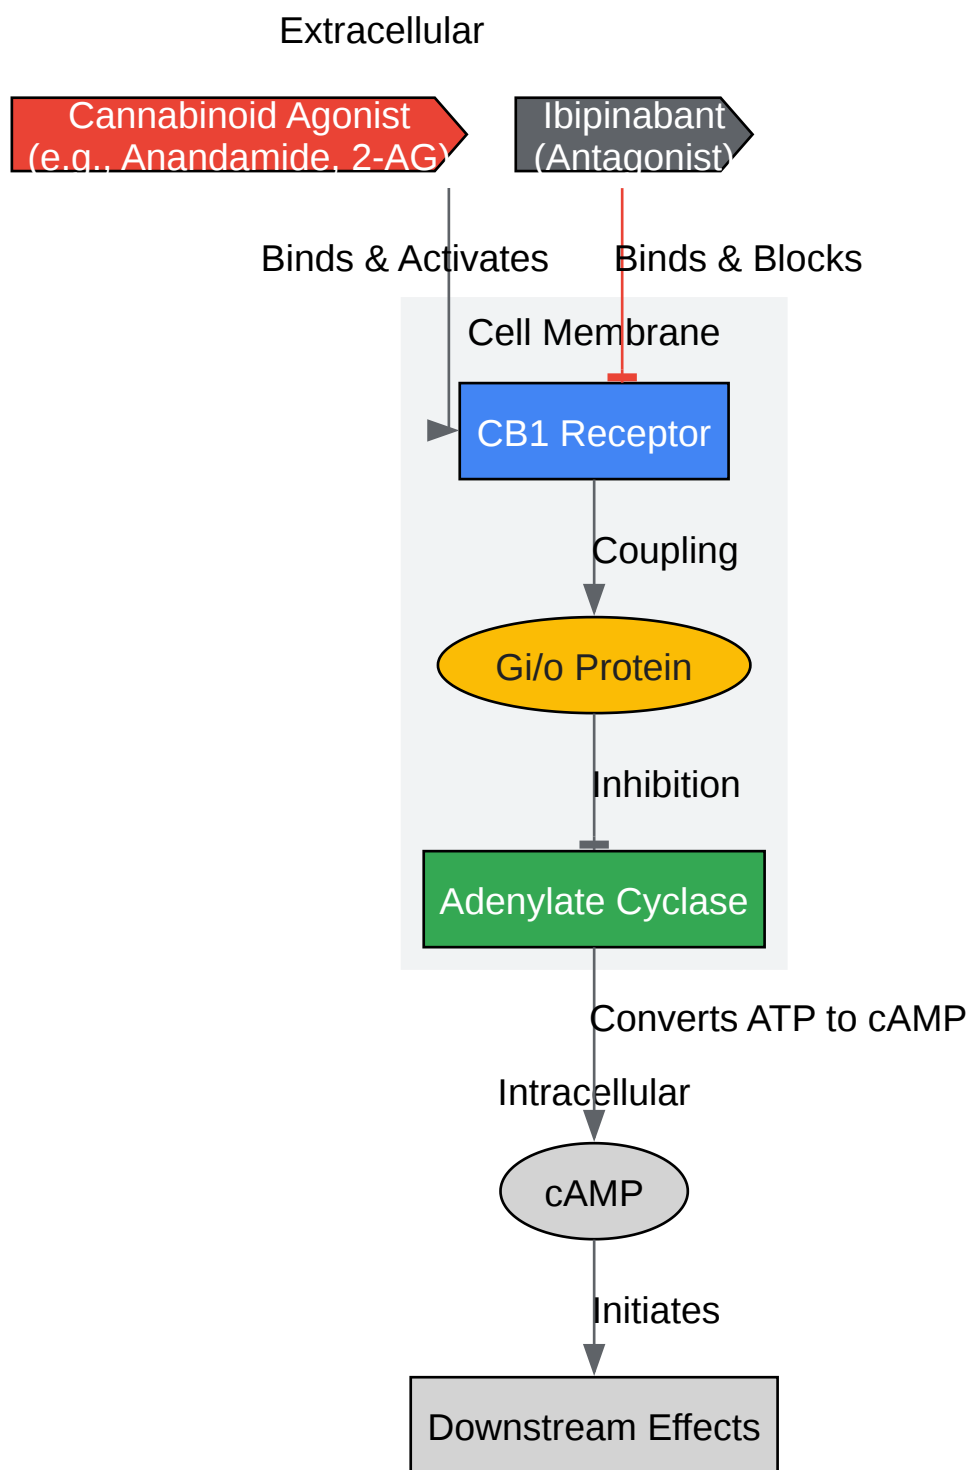 Extracellular
Cannabinoid Agonist
(e.g., Anandamide, 2-AG)
Ibipinabant
(Antagonist)
Binds & Activates
Binds & Blocks
Cell Membrane
CB1 Receptor
Coupling
Gi/o Protein
Inhibition
Adenylate Cyclase
Converts ATP to cAMP
Intracellular
cAMP
Initiates
Downstream Effects